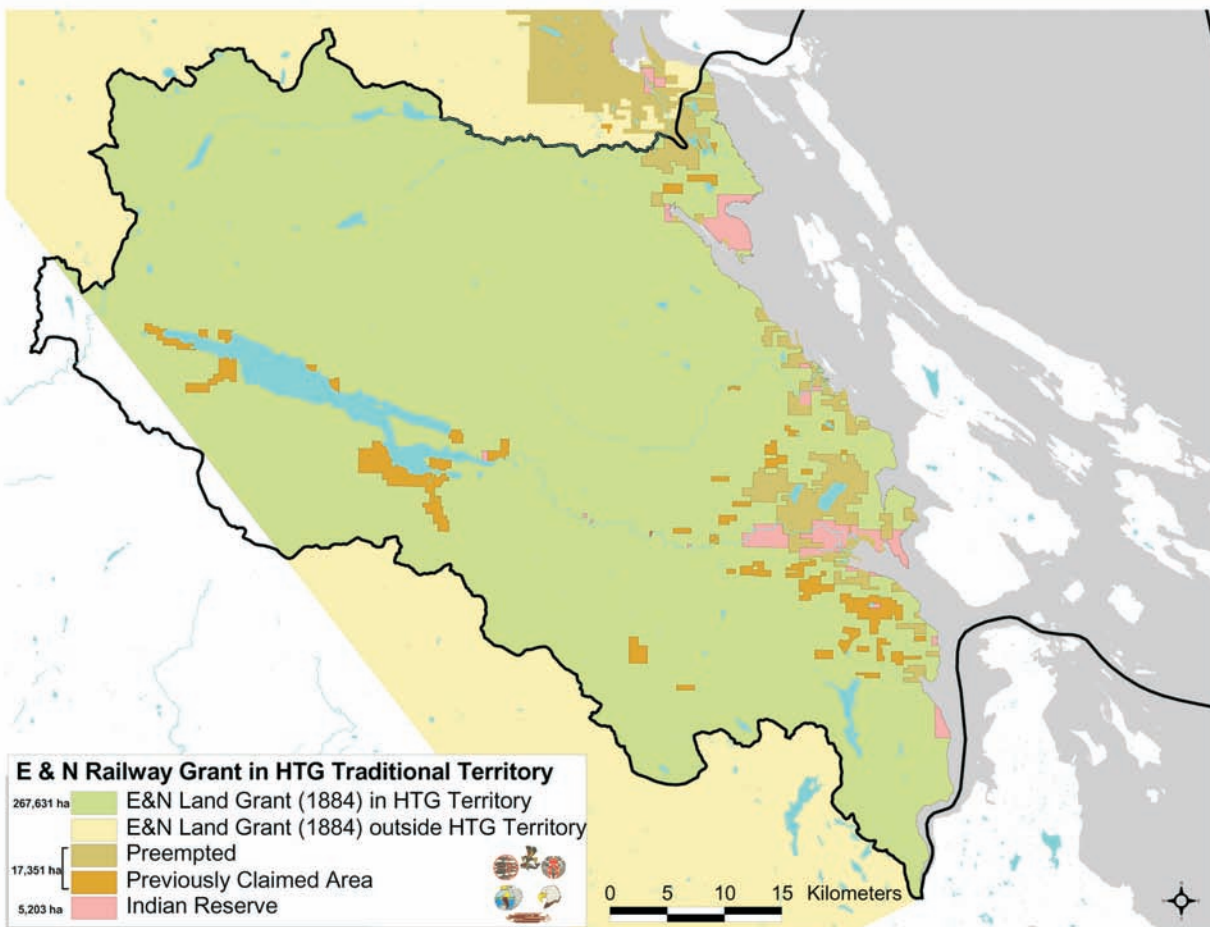 E & N Railway Grant in HTG Traditional Territory
267,631 ha E&N Land Grant (1884) in HTG Territory
E&N Land Grant (1884) outside HTG Territory
Preempted
17,351 ha Previously Claimed Area
5,203 ha Indian Reserve
0 5 10 15 Kilometers